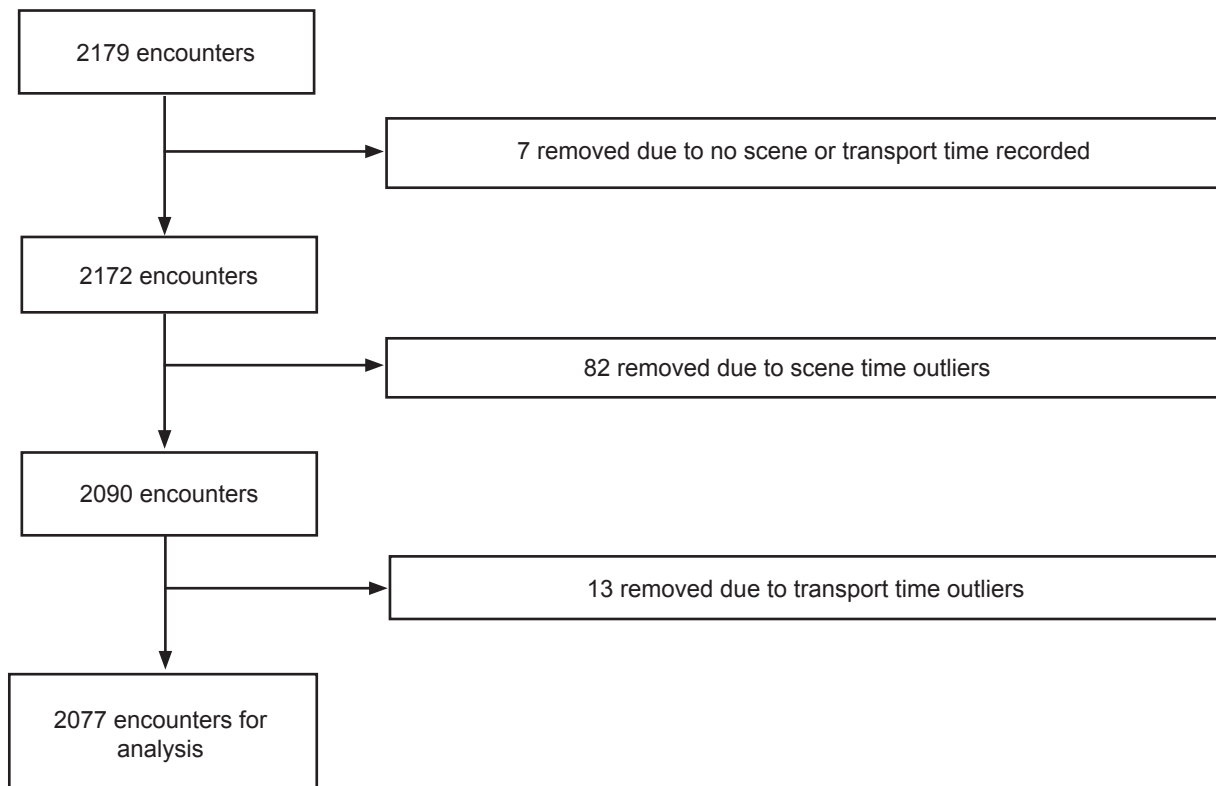 2179 encounters
7 removed due to no scene or transport time recorded
2172 encounters
82 removed due to scene time outliers
2090 encounters
13 removed due to transport time outliers
2077 encounters for
analysis